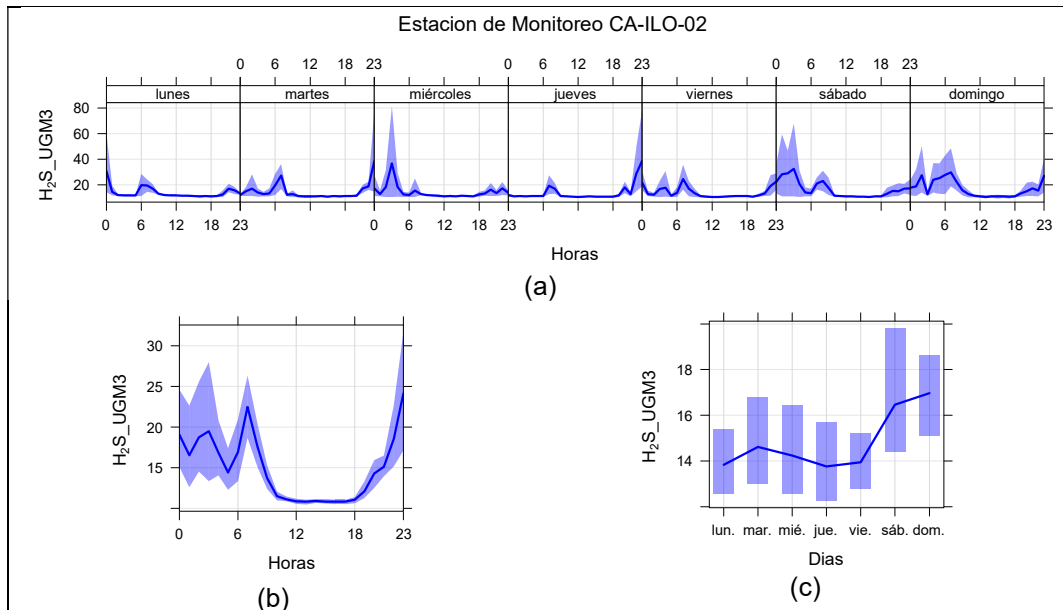 Estacion de Monitoreo CA-ILO-02
0 6 12 18 23 0 6 12 18 23 0 6 12 18 23
lunes martes miércoles jueves viernes sábado domingo
H₂S_UGM3
80
60
40
20
0 6 12 18 23 0 6 12 18 23 0 6 12 18 23 0 6 12 18 23
Horas
(a)
H₂S_UGM3
30
25
20
15
0 6 12 18 23
Horas
(b)
H₂S_UGM3
18
16
14
lun. mar. mié. jue. vie. sáb. dom.
Dias
(c)